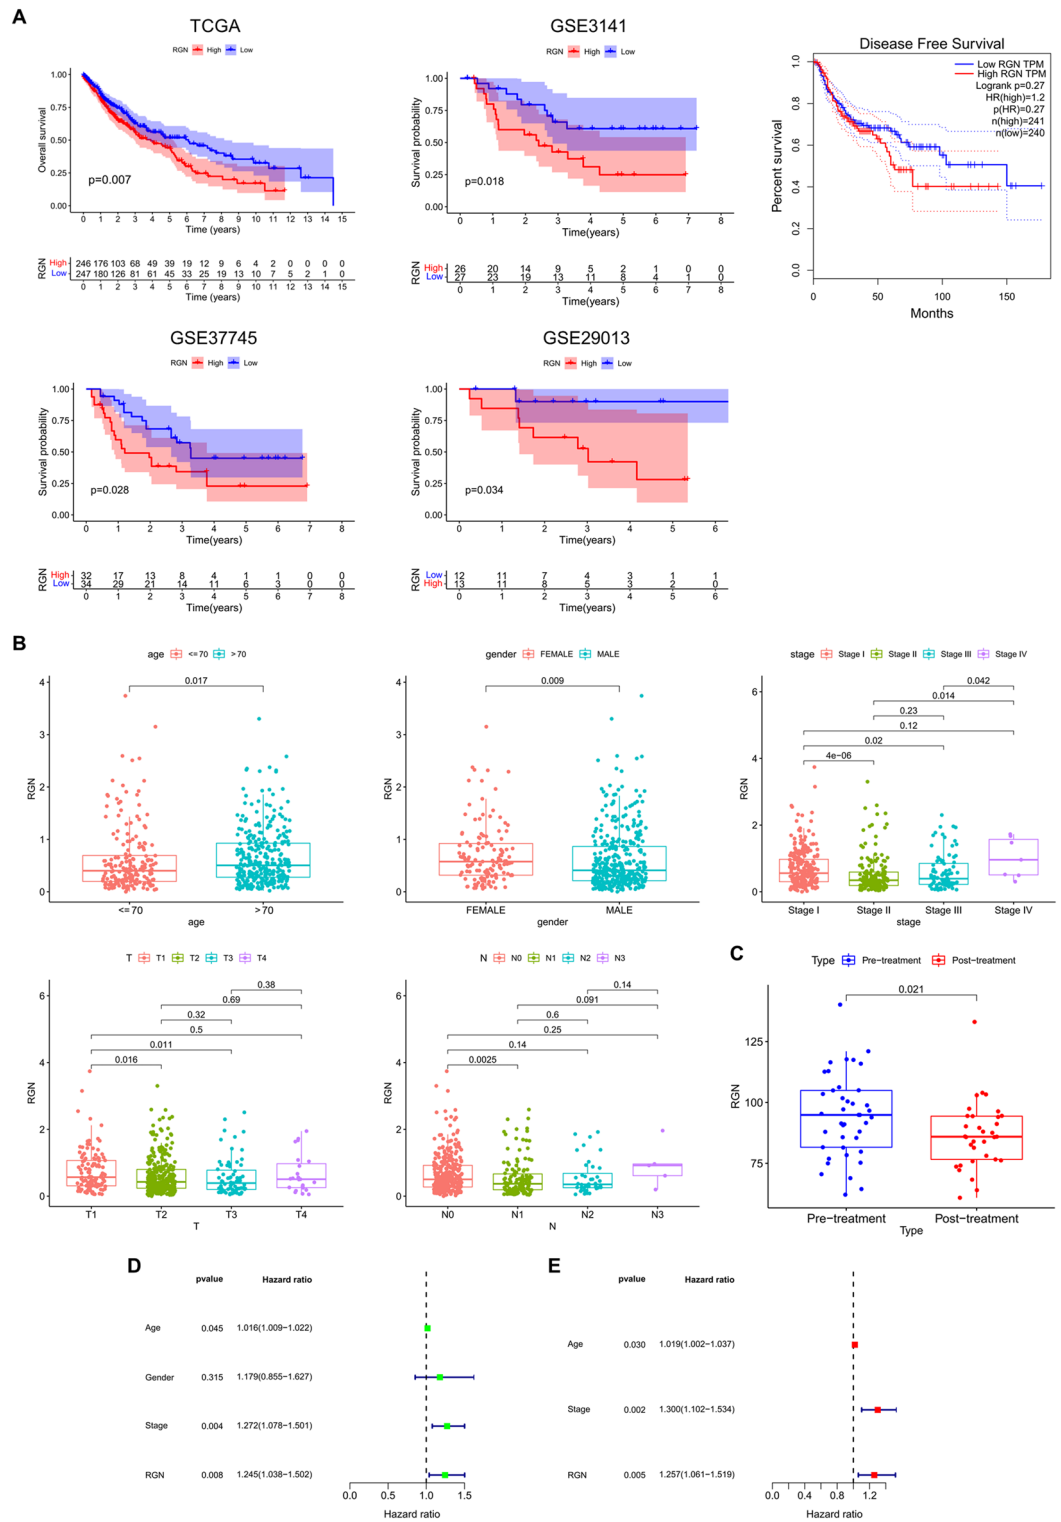 A
TCGA
RGN High Low
Overall survival
1.00
0.75
0.50
0.25
0.00
p=0.007
0 1 2 3 4 5 6 7 8 9 10 11 12 13 14 15
Time (years)
RGN
High 246 176 103 68 49 39 19 12 9 6 4 2 0 0 0 0
Low 247 180 126 81 61 45 33 25 19 13 10 7 5 2 1 0
0 1 2 3 4 5 6 7 8 9 10 11 12 13 14 15
Time (years)
GSE3141
RGN High Low
Survival probability
1.00
0.75
0.50
0.25
0.00
p=0.018
0 1 2 3 4 5 6 7 8
Time(years)
RGN
High 26 20 14 9 5 2 1 0 0
Low 27 23 19 13 11 8 4 1 0
0 1 2 3 4 5 6 7 8
Time(years)
Disease Free Survival
Low RGN TPM
High RGN TPM
Logrank p=0.27
HR(high)=1.2
p(HR)=0.27
n(high)=241
n(low)=240
Percent survival
1.0
0.8
0.6
0.4
0.2
0.0
0 50 100 150
Months
GSE37745
RGN High Low
Survival probability
1.00
0.75
0.50
0.25
0.00
p=0.028
0 1 2 3 4 5 6 7 8
Time(years)
RGN
High 32 17 13 8 4 1 1 0 0
Low 34 29 21 14 11 6 3 0 0
0 1 2 3 4 5 6 7 8
Time(years)
GSE29013
RGN High Low
Survival probability
1.00
0.75
0.50
0.25
0.00
p=0.034
0 1 2 3 4 5 6
Time(years)
RGN
Low 12 11 7 4 3 1 1
High 13 11 8 5 3 2 0
0 1 2 3 4 5 6
Time(years)
B
age <=70 >70
RGN
4
3
2
1
0
0.017
<=70 >70
age
gender FEMALE MALE
RGN
4
3
2
1
0
0.009
FEMALE MALE
gender
stage Stage I Stage II Stage III Stage IV
RGN
6
4
2
0
0.042
0.014
0.23
0.12
0.02
4e-06
Stage I Stage II Stage III Stage IV
stage
T T1 T2 T3 T4
RGN
6
4
2
0
0.38
0.69
0.32
0.5
0.011
0.016
T1 T2 T3 T4
T
N N0 N1 N2 N3
RGN
6
4
2
0
0.14
0.091
0.6
0.25
0.14
0.0025
N0 N1 N2 N3
N
C
Type Pre-treatment Post-treatment
RGN
125
100
75
0.021
Pre-treatment Post-treatment
Type
D
pvalue Hazard ratio
Age 0.045 1.016(1.009-1.022)
Gender 0.315 1.179(0.855-1.627)
Stage 0.004 1.272(1.078-1.501)
RGN 0.008 1.245(1.038-1.502)
0.0 0.5 1.0 1.5
Hazard ratio
E
pvalue Hazard ratio
Age 0.030 1.019(1.002-1.037)
Stage 0.002 1.300(1.102-1.534)
RGN 0.005 1.257(1.061-1.519)
0.0 0.4 0.8 1.2
Hazard ratio